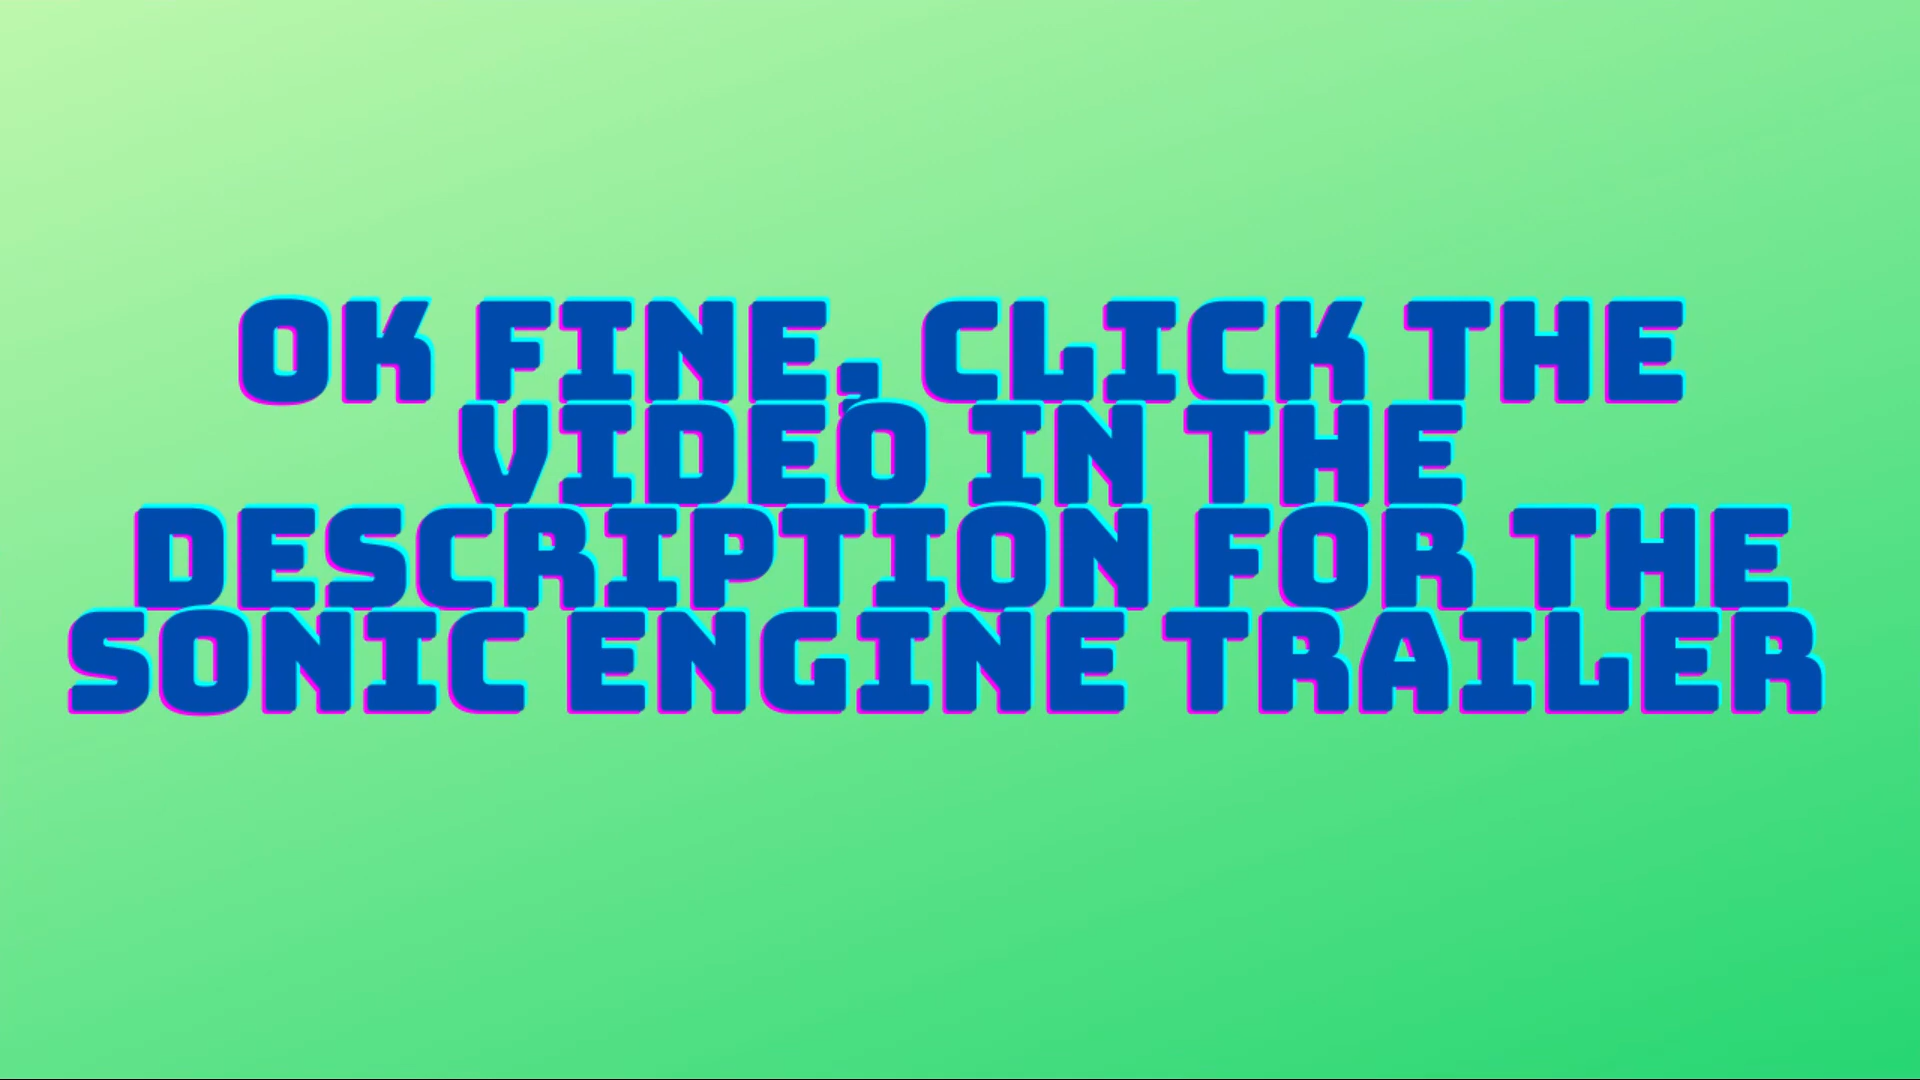 OK FINE, CLICK THE
VIDEO IN THE
DESCRIPTION FOR THE
SONIC ENGINE TRAILER